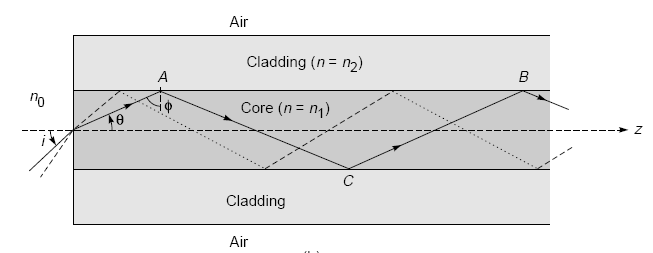 Air
Cladding (n = n2)
A
B
n0
Core (n = n1)
ϕ
θ
i
z
C
Cladding
Air